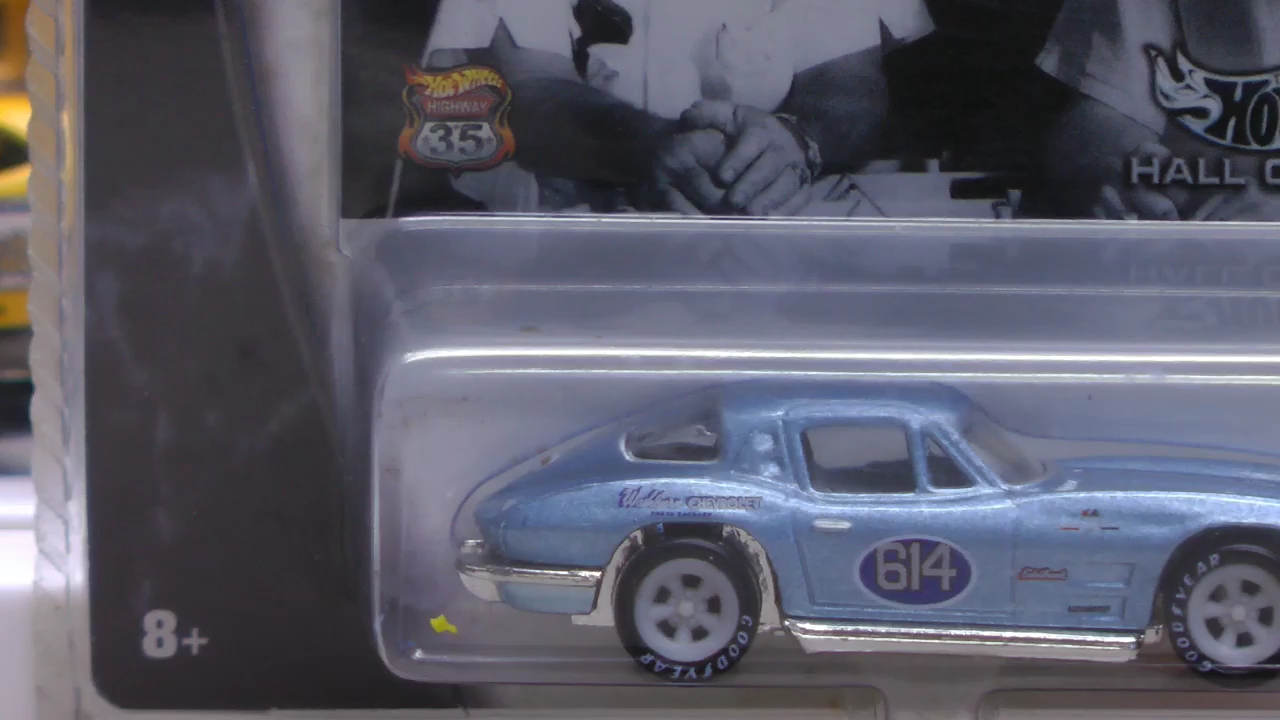 HOT WHEELS
HIGHWAY
35
HO
HALL O
CHEVROLET
614
GOODYEAR
GOODYEAR
8+